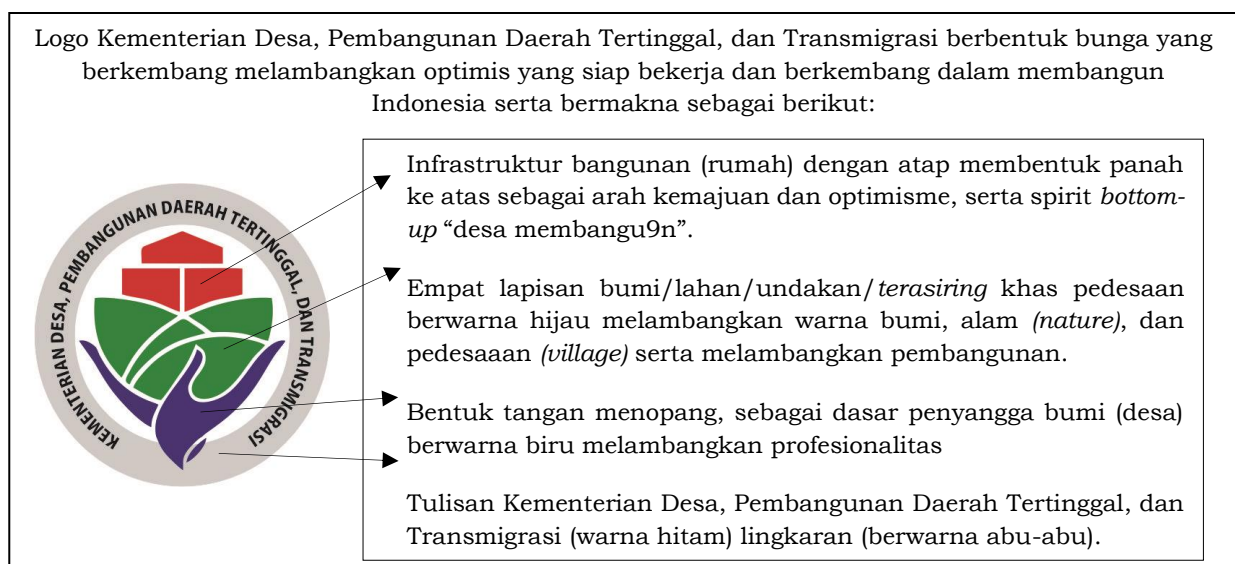 Logo Kementerian Desa, Pembangunan Daerah Tertinggal, dan Transmigrasi berbentuk bunga yang
berkembang melambangkan optimis yang siap bekerja dan berkembang dalam membangun
Indonesia serta bermakna sebagai berikut:
Infrastruktur bangunan (rumah) dengan atap membentuk panah
ke atas sebagai arah kemajuan dan optimisme, serta spirit bottom-
up “desa membangu9n”.
Empat lapisan bumi/lahan/undakan/terasiring khas pedesaan
berwarna hijau melambangkan warna bumi, alam (nature), dan
pedesaaan (village) serta melambangkan pembangunan.
Bentuk tangan menopang, sebagai dasar penyangga bumi (desa)
berwarna biru melambangkan profesionalitas
Tulisan Kementerian Desa, Pembangunan Daerah Tertinggal, dan
Transmigrasi (warna hitam) lingkaran (berwarna abu-abu).
KEMENTERIAN DESA, PEMBANGUNAN DAERAH TERTINGGAL, DAN TRANSMIGRASI